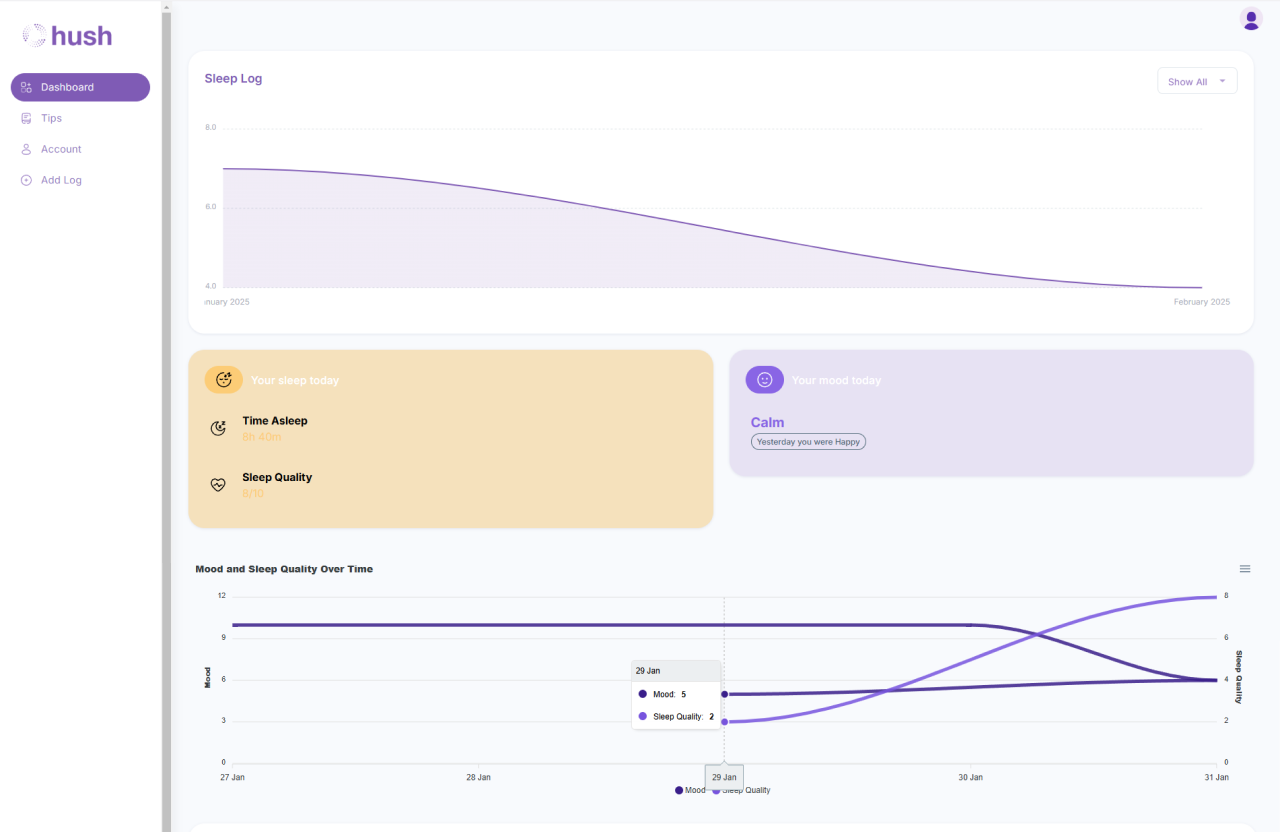 hush
Dashboard
Tips
Account
Add Log
Sleep Log
Show All
8.0
6.0
4.0
nuary 2025
February 2025
Your sleep today
Time Asleep
8h 40m
Sleep Quality
8/10
Your mood today
Calm
Yesterday you were Happy
Mood and Sleep Quality Over Time
12
9
6
3
0
Mood
8
6
4
2
0
Sleep Quality
29 Jan
Mood: 5
Sleep Quality: 2
27 Jan
28 Jan
29 Jan
30 Jan
31 Jan
Mood
Sleep Quality